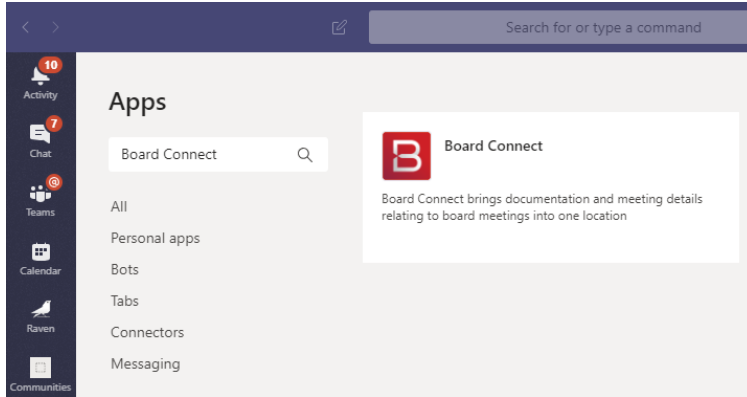 Search for or type a command
10
Activity
7
Chat
@
Teams
Calendar
Raven
Communities
Apps
Board Connect
All
Personal apps
Bots
Tabs
Connectors
Messaging
B
Board Connect
Board Connect brings documentation and meeting details
relating to board meetings into one location